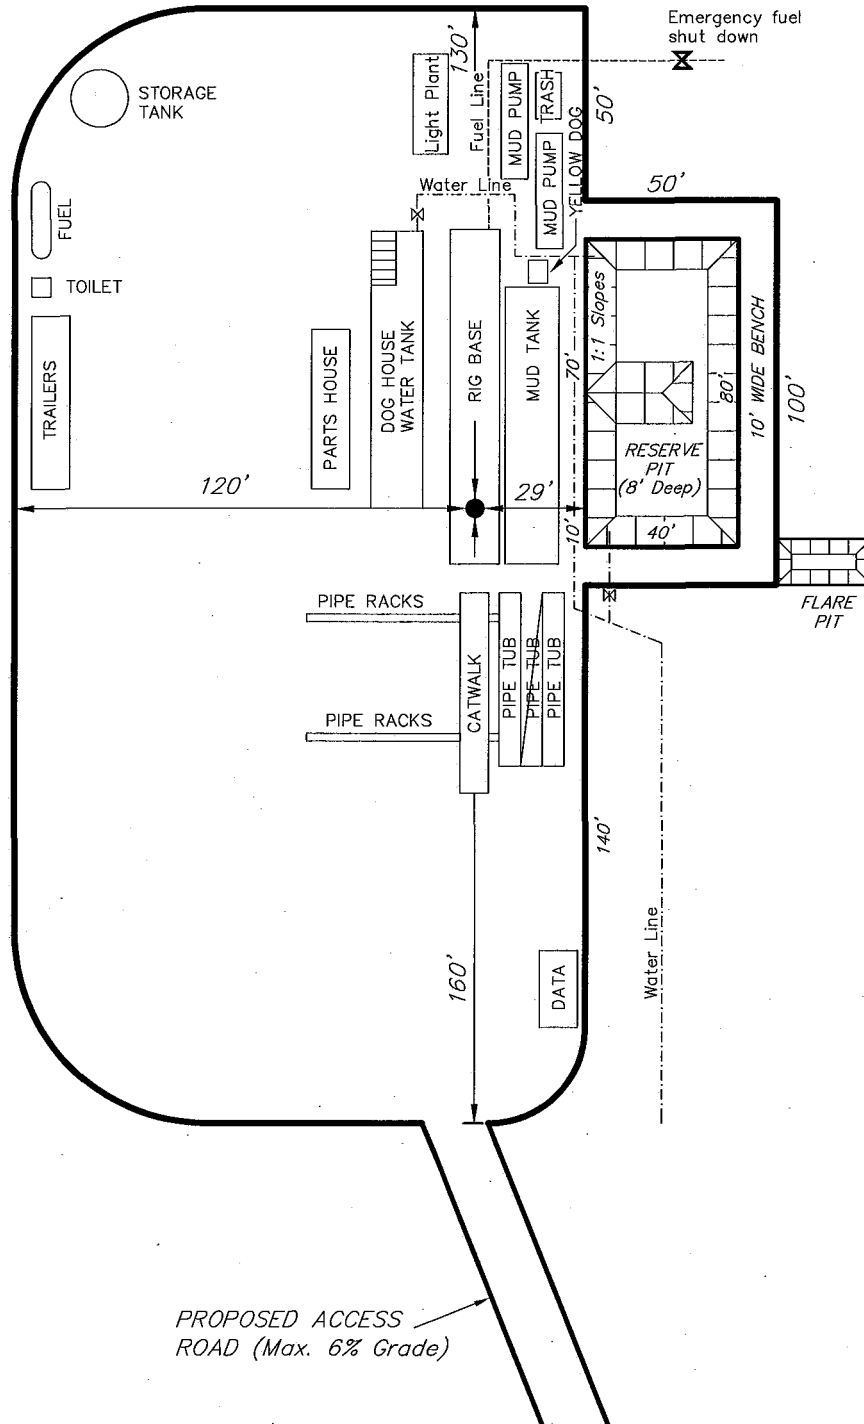 Emergency fuel
shut down
130'
STORAGE
TANK
Light Plant
Fuel Line
MUD PUMP
TRASH
50'
MUD PUMP
YELLOW DOG
Water Line
50'
FUEL
TOILET
TRAILERS
PARTS HOUSE
DOG HOUSE
WATER TANK
RIG BASE
MUD TANK
1:1 Slopes
70'
80'
10' WIDE BENCH
100'
RESERVE
PIT
(8' Deep)
120'
29'
10'
40'
FLARE
PIT
PIPE RACKS
CATWALK
PIPE TUB
PIPE TUB
PIPE TUB
PIPE RACKS
140'
160'
DATA
Water Line
PROPOSED ACCESS
ROAD (Max. 6% Grade)